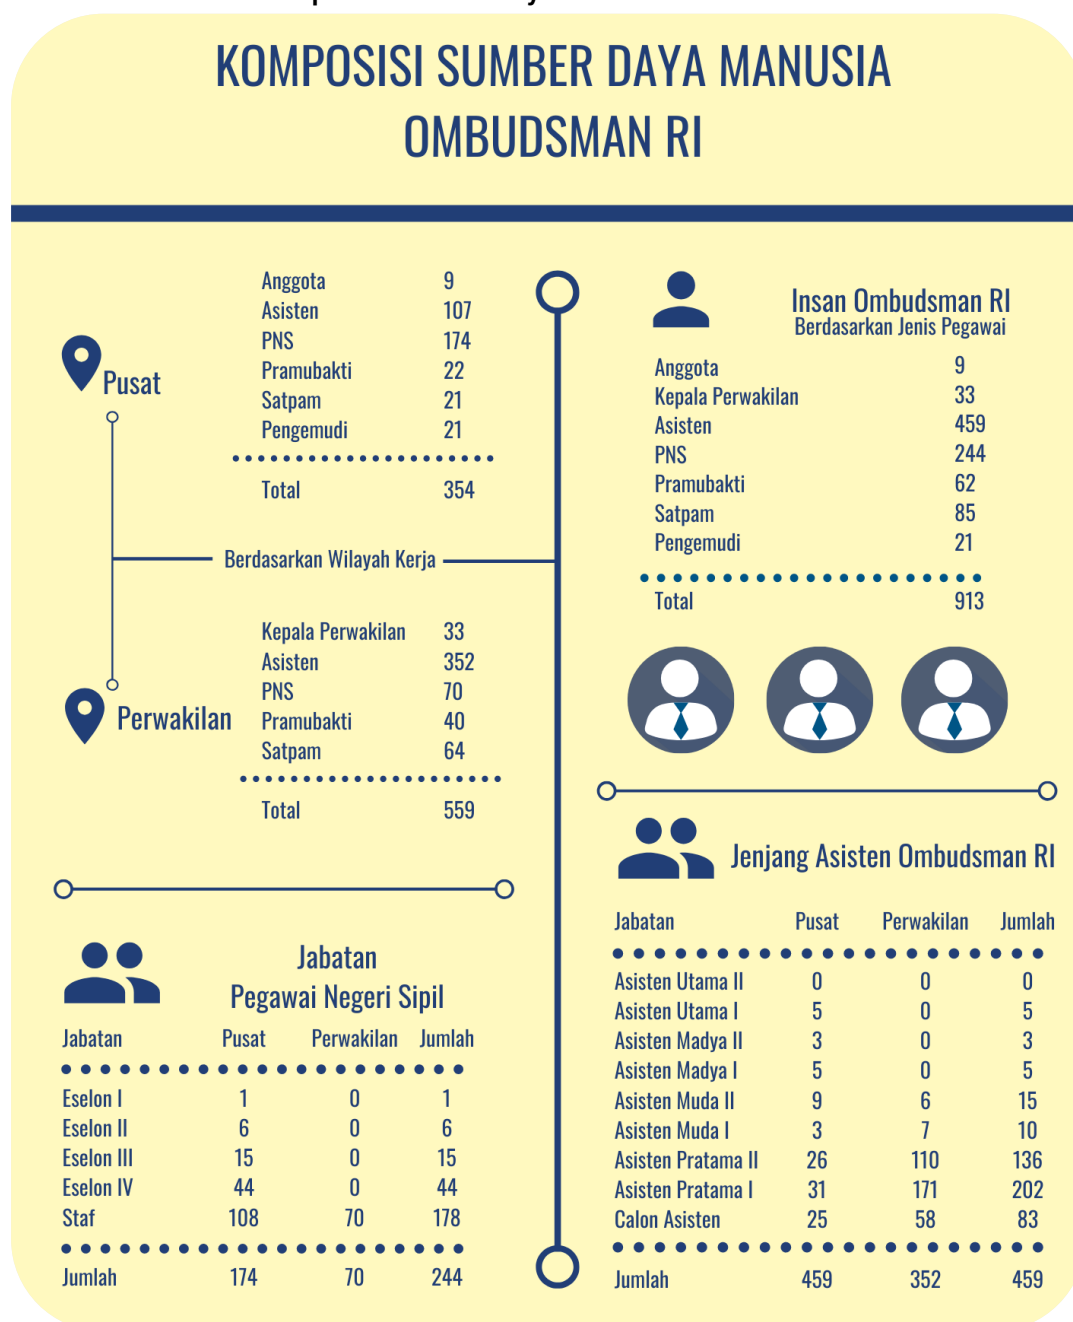 KOMPOSISI SUMBER DAYA MANUSIA
OMBUDSMAN RI
Pusat
Anggota 9
Asisten 107
PNS 174
Pramubakti 22
Satpam 21
Pengemudi 21
Total 354
Berdasarkan Wilayah Kerja
Perwakilan
Kepala Perwakilan 33
Asisten 352
PNS 70
Pramubakti 40
Satpam 64
Total 559
Jabatan
Pegawai Negeri Sipil
Jabatan Pusat Perwakilan Jumlah
Eselon I 1 0 1
Eselon II 6 0 6
Eselon III 15 0 15
Eselon IV 44 0 44
Staf 108 70 178
Jumlah 174 70 244
Insan Ombudsman RI
Berdasarkan Jenis Pegawai
Anggota 9
Kepala Perwakilan 33
Asisten 459
PNS 244
Pramubakti 62
Satpam 85
Pengemudi 21
Total 913
Jenjang Asisten Ombudsman RI
Jabatan Pusat Perwakilan Jumlah
Asisten Utama II 0 0 0
Asisten Utama I 5 0 5
Asisten Madya II 3 0 3
Asisten Madya I 5 0 5
Asisten Muda II 9 6 15
Asisten Muda I 3 7 10
Asisten Pratama II 26 110 136
Asisten Pratama I 31 171 202
Calon Asisten 25 58 83
Jumlah 459 352 459